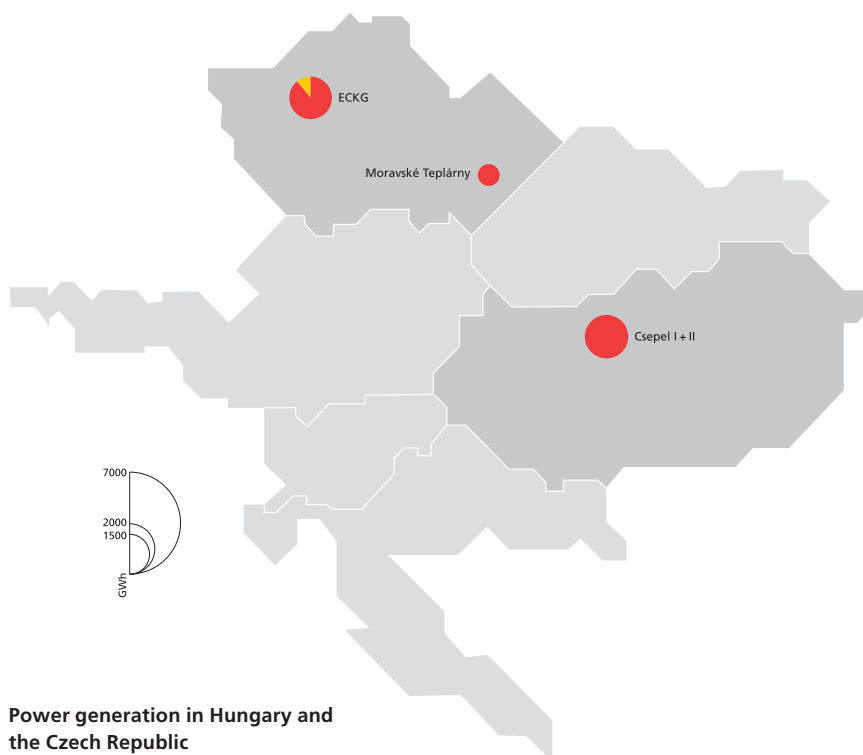 ECKG
Moravské Teplárny
Csepel I + II
7000
2000
1500
GWh
Power generation in Hungary and
the Czech Republic